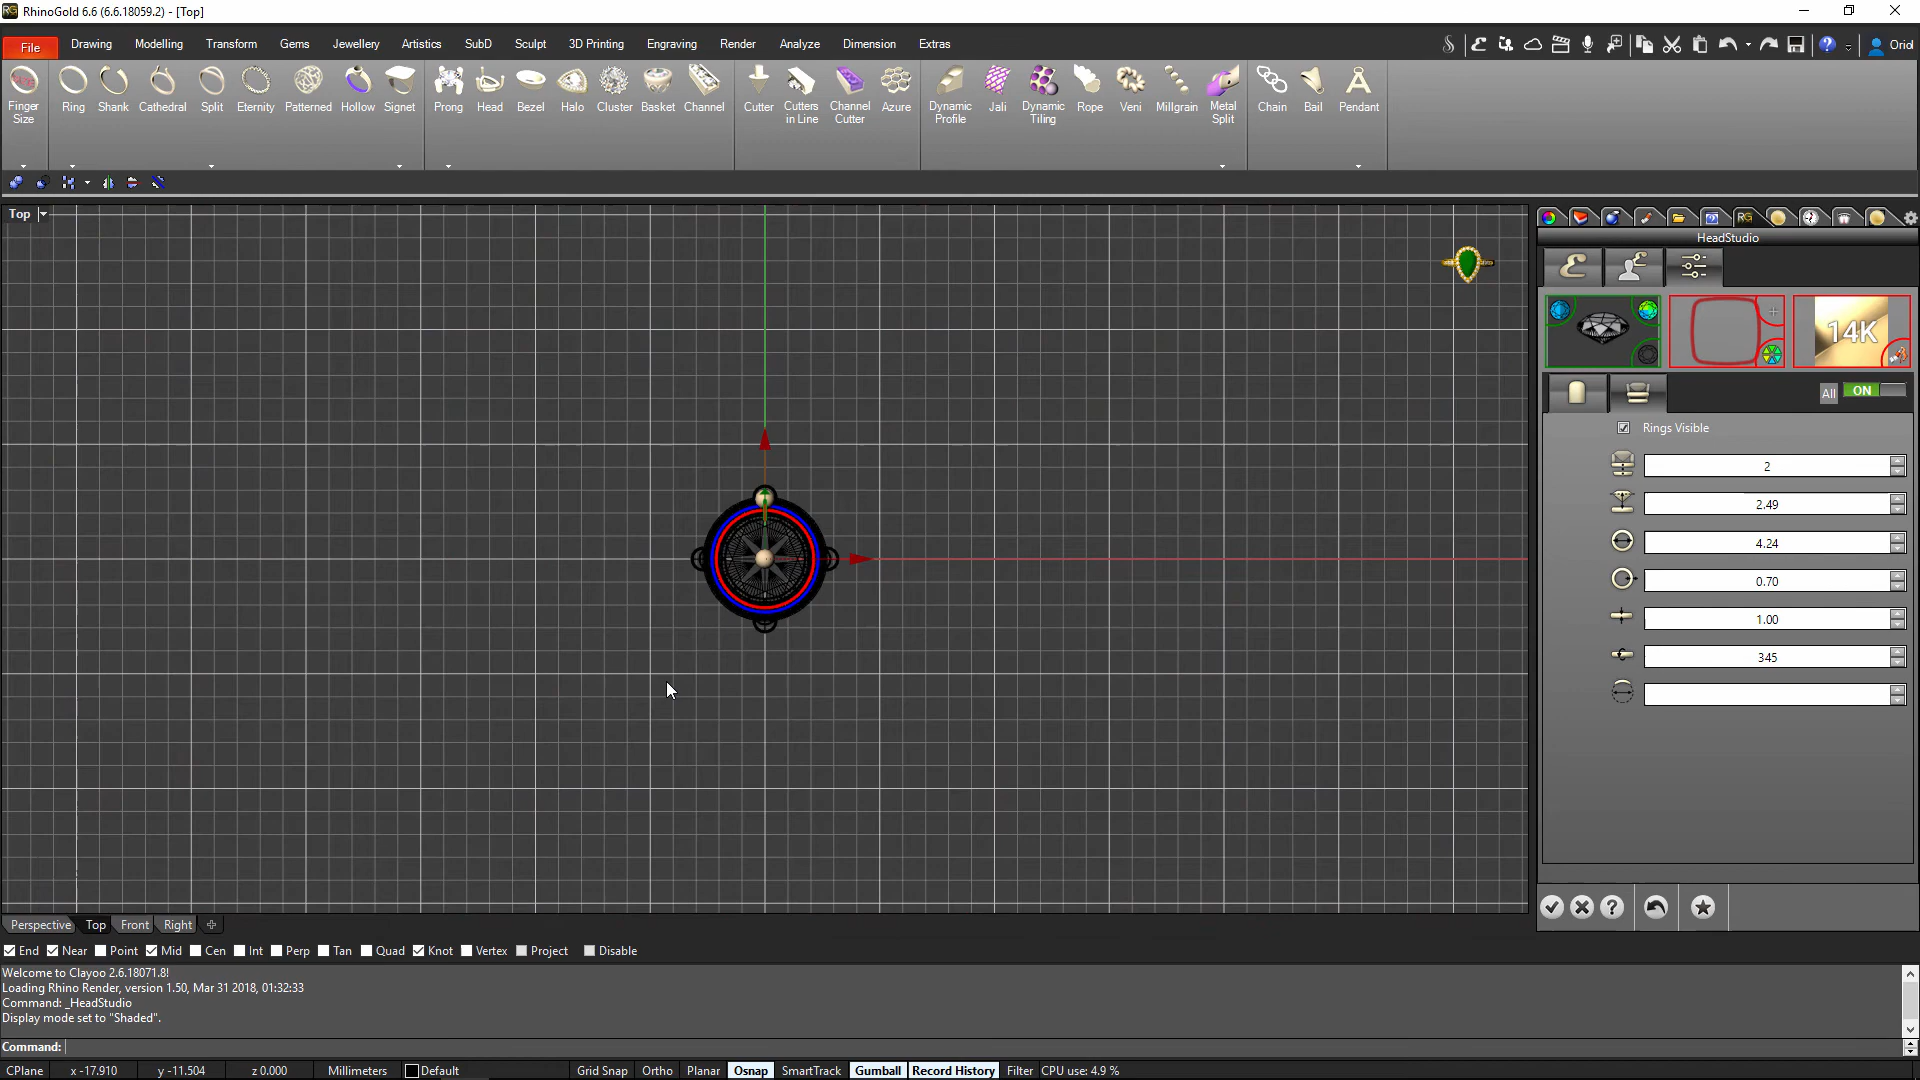 RhinoGold 6.6 (6.6.18059.2) - [Top]
File Drawing Modelling Transform Gems Jewellery Artistics SubD Sculpt 3D Printing Engraving Render Analyze Dimension Extras Oriol
Finger Size Ring Shank Cathedral Split Eternity Patterned Hollow Signet Prong Head Bezel Halo Cluster Basket Channel Cutter Cutters in Line Channel Cutter Azure Dynamic Profile Jali Dynamic Tiling Rope Veni Millgrain Metal Split Chain Bail Pendant
Top
HeadStudio
14K
All ON
Rings Visible
2
2.49
4.24
0.70
1.00
345
Perspective Top Front Right
End Near Point Mid Cen Int Perp Tan Quad Knot Vertex Project Disable
Welcome to Clayoo 2.6.18071.8!
Loading Rhino Render, version 1.50, Mar 31 2018, 01:32:33
Command: _HeadStudio
Display mode set to "Shaded".
Command:
CPlane x -17.910 y -11.504 z 0.000 Millimeters Default Grid Snap Ortho Planar Osnap SmartTrack Gumball Record History Filter CPU use: 4.9 %